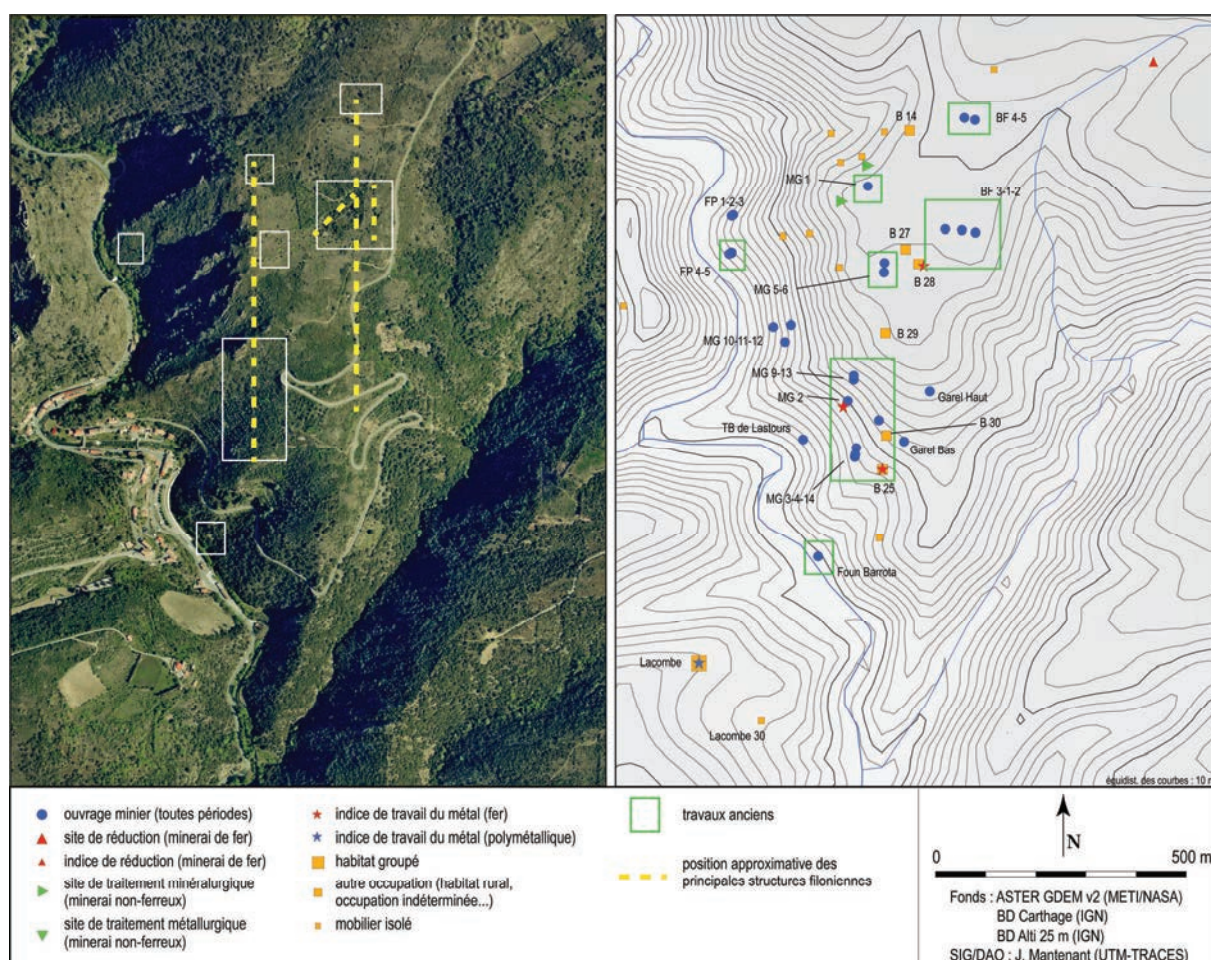 B 14
BF 4-5
MG 1
BF 3-1-2
FP 1-2-3
B 27
FP 4-5
B 28
MG 5-6
B 29
MG 10-11-12
MG 9-13
Garel Haut
MG 2
TB de Lastours
B 30
Garel Bas
B 25
MG 3-4-14
Foun Barrota
Lacombe
Lacombe 30
équidist. des courbes : 10 m
ouvrage minier (toutes périodes)
site de réduction (minerai de fer)
indice de réduction (minerai de fer)
site de traitement minéralurgique
(minerai non-ferreux)
site de traitement métallurgique
(minerai non-ferreux)
indice de travail du métal (fer)
indice de travail du métal (polymétallique)
habitat groupé
autre occupation (habitat rural,
occupation indéterminée...)
mobilier isolé
travaux anciens
position approximative des
principales structures filoniennes
N
0 500 m
Fonds : ASTER GDEM v2 (METI/NASA)
BD Carthage (IGN)
BD Alti 25 m (IGN)
SIG/DAO : J. Mantenant (UTM-TRACES)